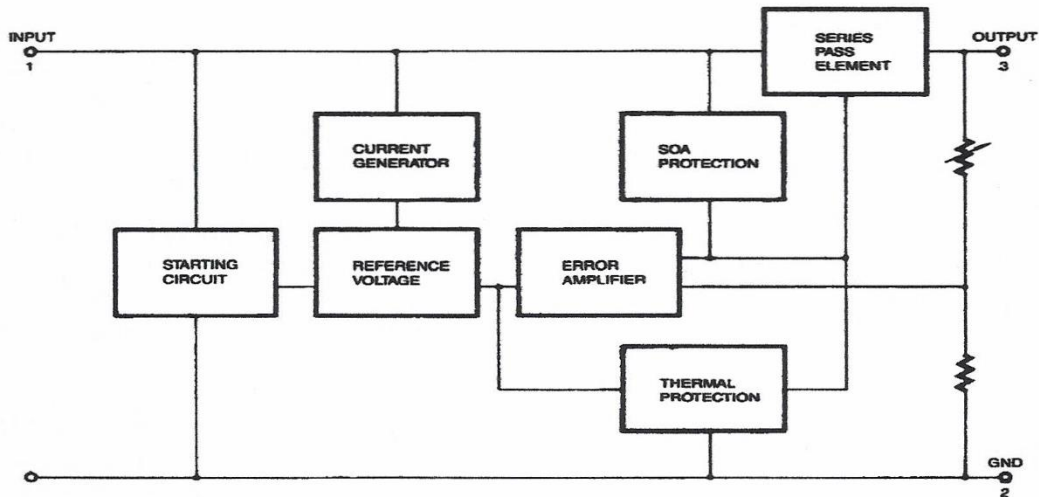 INPUT
1
SERIES
PASS
ELEMENT
OUTPUT
3
CURRENT
GENERATOR
SOA
PROTECTION
STARTING
CIRCUIT
REFERENCE
VOLTAGE
ERROR
AMPLIFIER
THERMAL
PROTECTION
GND
2